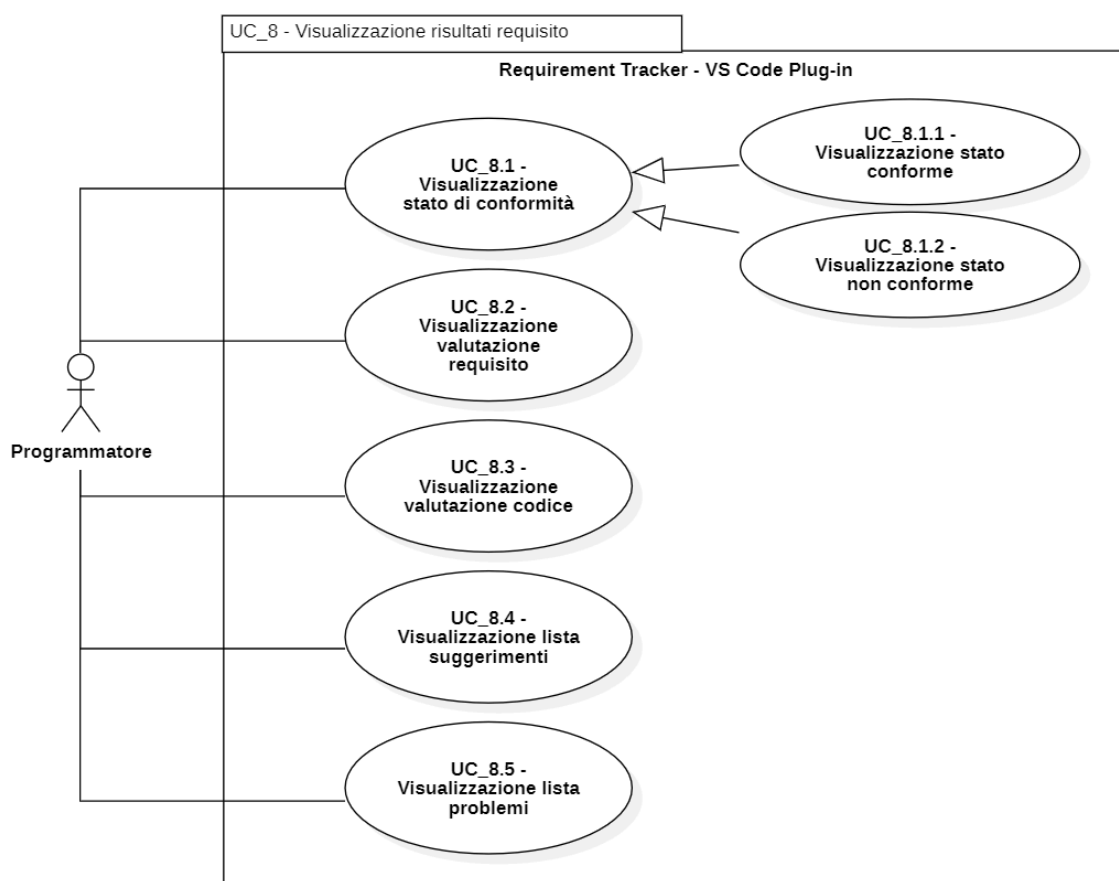 UC_8 - Visualizzazione risultati requisito
Requirement Tracker - VS Code Plug-in
UC_8.1 -
Visualizzazione
stato di conformità
UC_8.1.1 -
Visualizzazione stato
conforme
UC_8.1.2 -
Visualizzazione stato
non conforme
UC_8.2 -
Visualizzazione
valutazione
requisito
Programmatore
UC_8.3 -
Visualizzazione
valutazione codice
UC_8.4 -
Visualizzazione lista
suggerimenti
UC_8.5 -
Visualizzazione lista
problemi